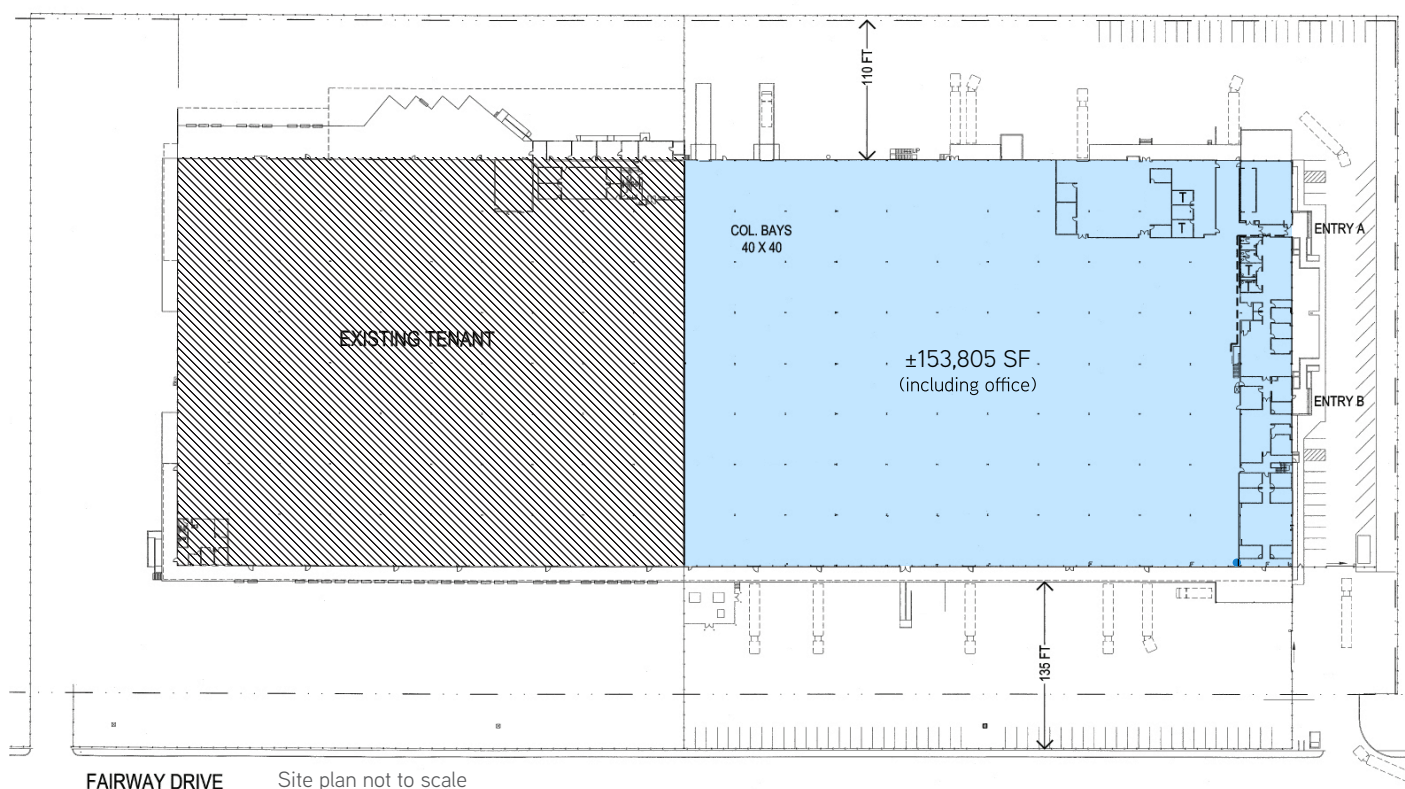 110 FT
T
COL. BAYS
40 X 40
T
ENTRY A
T
EXISTING TENANT
±153,805 SF
(including office)
ENTRY B
135 FT
FAIRWAY DRIVE
Site plan not to scale